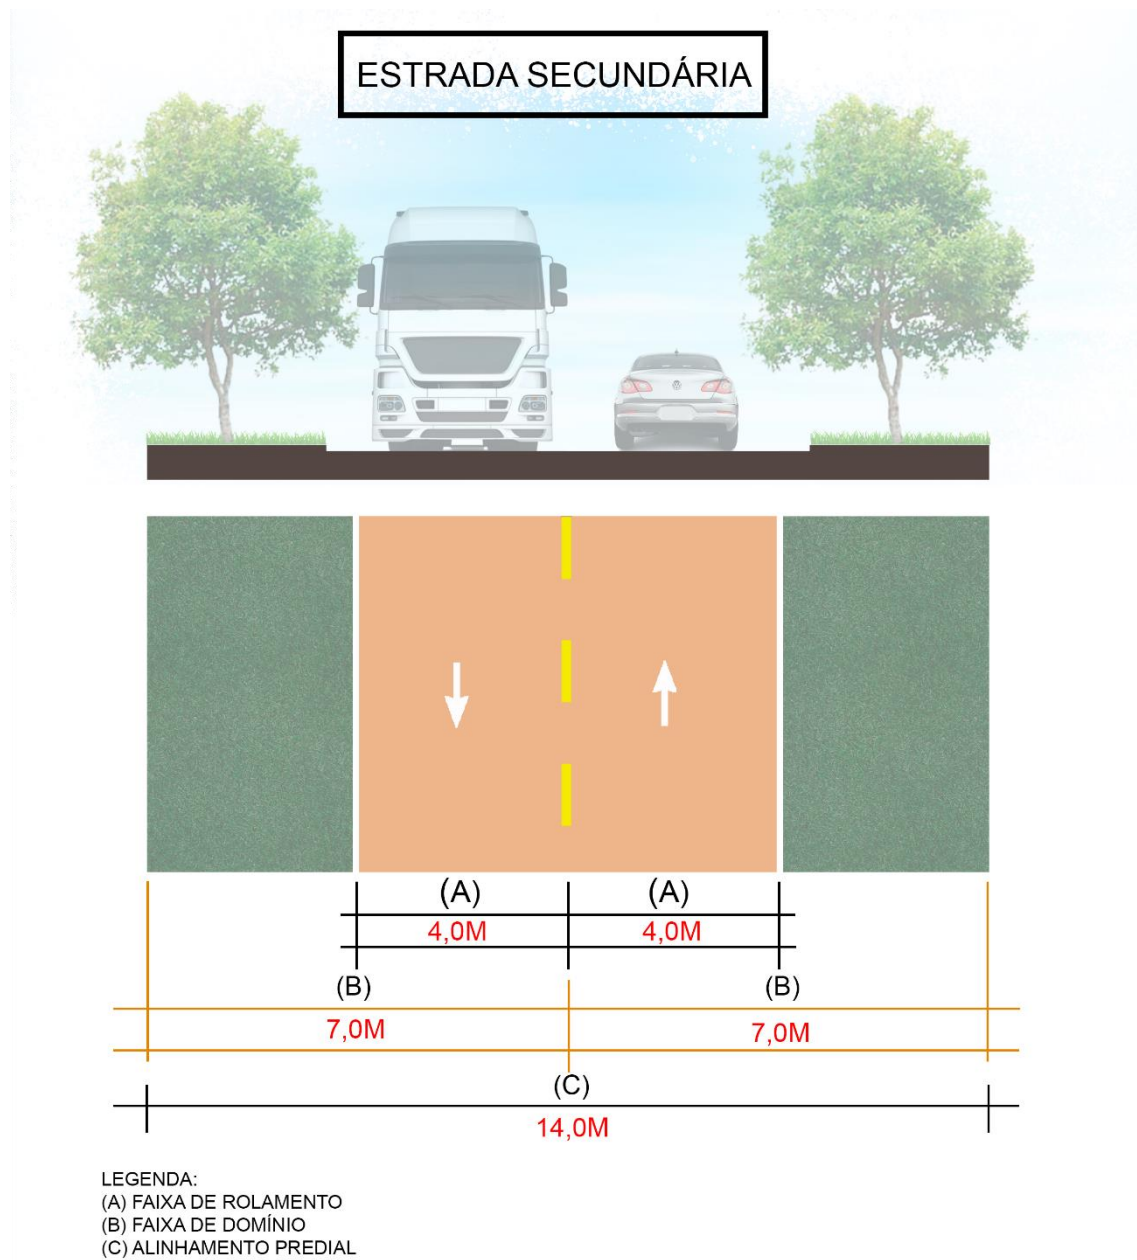 ESTRADA SECUNDÁRIA
(A) (A)
4,0M 4,0M
(B) (B)
7,0M 7,0M
(C)
14,0M
LEGENDA:
(A) FAIXA DE ROLAMENTO
(B) FAIXA DE DOMÍNIO
(C) ALINHAMENTO PREDIAL